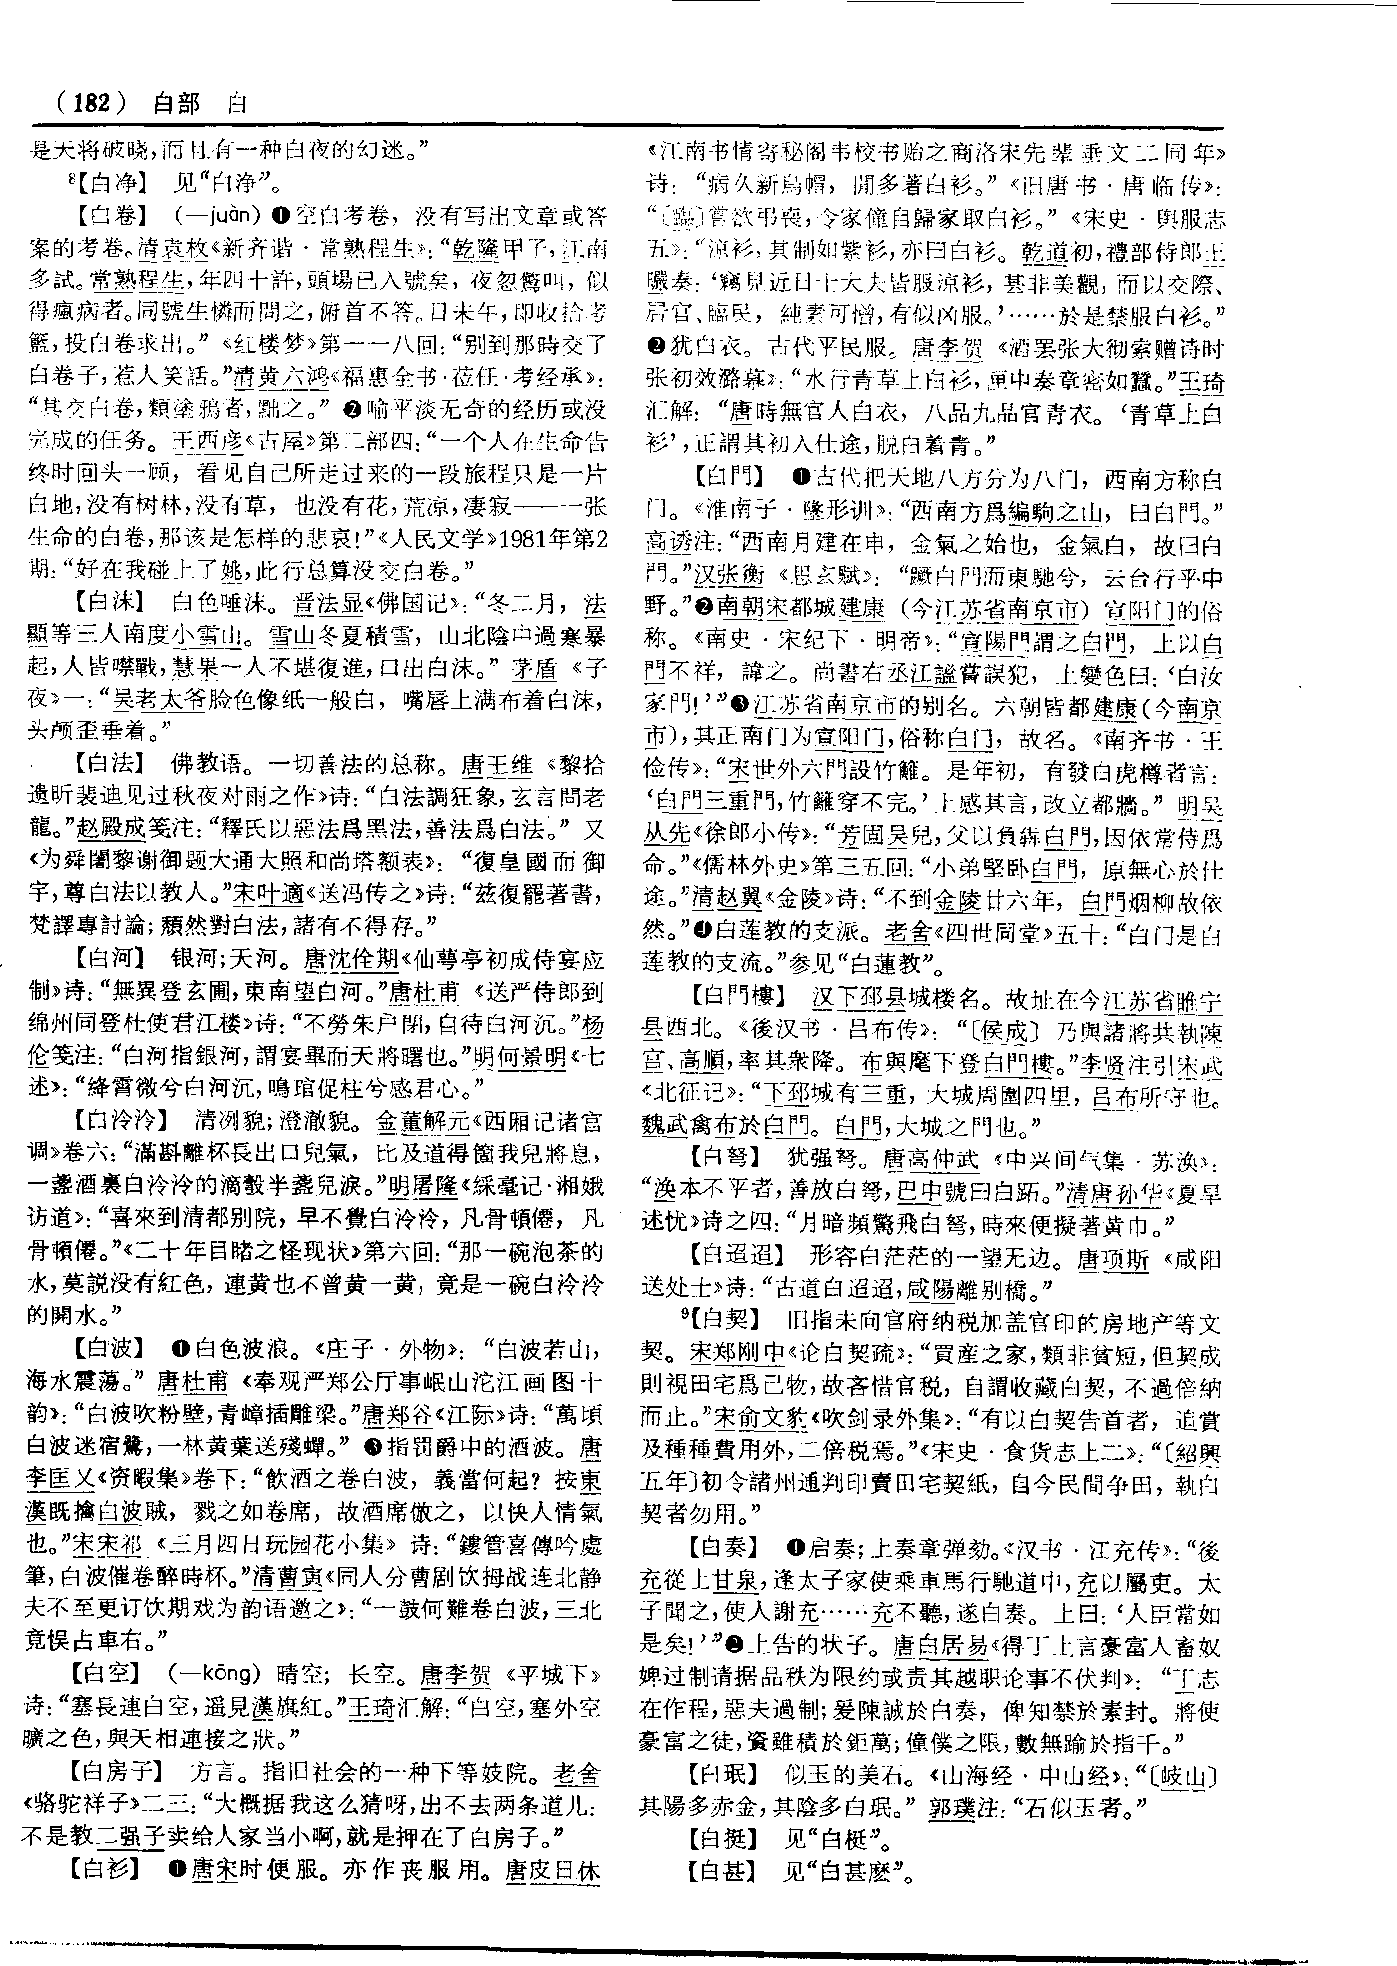 （182） 白部 白
是天将破晓，而且有一种白夜的幻迷。”
⁸【白净】 见“白浄”。
【白卷】 （—juàn）❶空白考卷，没有写出文章或答
案的考卷。清袁枚《新齐谐·常熟程生》：“乾隆甲子，江南
多試。常熟程生，年四十許，頭場已入號矣，夜忽驚叫，似
得瘋病者。同號生憐而問之，俯首不答。日未午，即收拾考
籃，投白卷求出。”《红楼梦》第一一八回：“别到那時交了
白卷子，惹人笑話。”清黄六鸿《福惠全书·莅任·考经承》：
“其交白卷，類塗鴉者，黜之。”❷喻平淡无奇的经历或没
完成的任务。王西彦《古屋》第二部四：“一个人在生命告
终时回头一顾，看见自己所走过来的一段旅程只是一片
白地，没有树林，没有草，也没有花，荒凉，凄寂——一张
生命的白卷，那该是怎样的悲哀！”《人民文学》1981年第2
期：“好在我碰上了姚，此行总算没交白卷。”
【白沫】 白色唾沫。晋法显《佛国记》：“冬二月，法
顯等三人南度小雪山。雪山冬夏積雪，山北陰中過寒暴
起，人皆噤戰，慧果一人不堪復進，口出白沫。”茅盾《子
夜》一：“吴老太爷脸色像纸一般白，嘴唇上满布着白沫，
头颅歪垂着。”
【白法】 佛教语。一切善法的总称。唐王维《黎拾
遗昕裴迪见过秋夜对雨之作》诗：“白法調狂象，玄言問老
龍。”赵殿成笺注：“釋氏以惡法爲黑法，善法爲白法。”又
《为舜闍黎谢御题大通大照和尚塔额表》：“復皇國而御
宇，尊白法以教人。”宋叶適《送冯传之》诗：“兹復罷著書，
梵譯專討論；頽然對白法，諸有不得存。”
【白河】 银河；天河。唐沈佺期《仙萼亭初成侍宴应
制》诗：“無異登玄圃，東南望白河。”唐杜甫《送严侍郎到
绵州同登杜使君江楼》诗：“不勞朱户閉，自待白河沉。”杨
伦笺注：“白河指銀河，謂宴畢而天將曙也。”明何景明《七
述》：“絳霄微兮白河沉，鳴琯促柱兮感君心。”
【白泠泠】 清冽貌；澄澈貌。金董解元《西厢记诸宫
调》卷六：“滿斟離杯長出口兒氣，比及道得箇我兒將息，
一盞酒裏白泠泠的滴彀半盞兒淚。”明屠隆《綵毫记·湘娥
访道》：“喜來到清都别院，早不覺白泠泠，凡骨頓僊，凡
骨頓僊。”《二十年目睹之怪现状》第六回：“那一碗泡茶的
水，莫説没有紅色，連黄也不曾黄一黄，竟是一碗白泠泠
的開水。”
【白波】 ❶白色波浪。《庄子·外物》：“白波若山，
海水震蕩。”唐杜甫《奉观严郑公厅事岷山沱江画图十
韵》：“白波吹粉壁，青嶂插雕梁。”唐郑谷《江际》诗：“萬頃
白波迷宿鷺，一林黄葉送殘蟬。”❸指罚爵中的酒波。唐
李匡乂《资暇集》卷下：“飲酒之卷白波，義當何起？按東
漢既擒白波賊，戮之如卷席，故酒席倣之，以快人情氣
也。”宋宋祁《三月四日玩园花小集》诗：“鏤管喜傳吟處
筆，白波催卷醉時杯。”清曹寅《同人分曹剧饮拇战连北静
夫不至更订饮期戏为韵语邀之》：“一鼓何難卷白波，三北
竟悮占車右。”
【白空】 （—kōng）晴空；长空。唐李贺《平城下》
诗：“塞長連白空，遥見漢旗紅。”王琦汇解：“白空，塞外空
曠之色，與天相連接之狀。”
【白房子】 方言。指旧社会的一种下等妓院。老舍
《骆驼祥子》二三：“大概据我这么猜呀，出不去两条道儿：
不是教二强子卖给人家当小啊，就是押在了白房子。”
【白衫】 ❶唐宋时便服。亦作丧服用。唐皮日休
《江南书情寄秘阁韦校书贻之商洛宋先辈垂文二同年》
诗：“病久新烏帽，閒多著白衫。”《旧唐书·唐临传》：
“〔臨〕嘗欲弔喪，令家僮自歸家取白衫。”《宋史·舆服志
五》：“涼衫，其制如紫衫，亦曰白衫。乾道初，禮部侍郎王
曮奏：‘竊見近日士大夫皆服涼衫，甚非美觀，而以交際、
居官、臨民，純素可憎，有似凶服。’……於是禁服白衫。”
❷犹白衣。古代平民服。唐李贺《酒罢张大彻索赠诗时
张初效潞幕》：“水行青草上白衫，匣中奏章密如蠶。”王琦
汇解：“唐時無官人白衣，八品九品官青衣。‘青草上白
衫’，正謂其初入仕途，脱白着青。”
【白門】 ❶古代把天地八方分为八门，西南方称白
门。《淮南子·墬形训》：“西南方爲編駒之山，曰白門。”
高诱注：“西南月建在申，金氣之始也，金氣白，故曰白
門。”汉张衡《思玄赋》：“蹶白門而東馳兮，云台行乎中
野。”❷南朝宋都城建康（今江苏省南京市）宣阳门的俗
称。《南史·宋纪下·明帝》：“宣陽門謂之白門，上以白
門不祥，諱之。尚書右丞江謐嘗誤犯，上變色曰：‘白汝
家門！’”❸江苏省南京市的别名。六朝皆都建康（今南京
市），其正南门为宣阳门，俗称白门，故名。《南齐书·王
俭传》：“宋世外六門設竹籬。是年初，有發白虎樽者言：
‘白門三重門，竹籬穿不完。’上感其言，改立都牆。”明吴
从先《徐郎小传》：“芳固吴兒，父以負犇白門，因依常侍爲
命。”《儒林外史》第三五回：“小弟堅卧白門，原無心於仕
途。”清赵翼《金陵》诗：“不到金陵廿六年，白門烟柳故依
然。”❹白莲教的支派。老舍《四世同堂》五十：“白门是白
莲教的支流。”参见“白蓮教”。
【白門樓】 汉下邳县城楼名。故址在今江苏省睢宁
县西北。《後汉书·吕布传》：“〔侯成〕乃與諸將共執陳
宫、高順，率其衆降。布與麾下登白門樓。”李贤注引宋武
《北征记》：“下邳城有三重，大城周圍四里，吕布所守也。
魏武禽布於白門。白門，大城之門也。”
【白弩】 犹强弩。唐高仲武《中兴间气集·苏涣》：
“涣本不平者，善放白弩，巴中號曰白跖。”清唐孙华《夏旱
述忧》诗之四：“月暗頻驚飛白弩，時來便擬著黄巾。”
【白迢迢】 形容白茫茫的一望无边。唐项斯《咸阳
送处士》诗：“古道白迢迢，咸陽離别橋。”
⁹【白契】 旧指未向官府纳税加盖官印的房地产等文
契。宋郑刚中《论白契疏》：“買産之家，類非貧短，但契成
則視田宅爲己物，故吝惜官税，自謂收藏白契，不過倍納
而止。”宋俞文豹《吹剑录外集》：“有以白契告首者，追賞
及種種費用外，二倍税焉。”《宋史·食货志上二》：“〔紹興
五年〕初令諸州通判印賣田宅契紙，自今民間争田，執白
契者勿用。”
【白奏】 ❶启奏；上奏章弹劾。《汉书·江充传》：“後
充從上甘泉，逢太子家使乘車馬行馳道中，充以屬吏。太
子聞之，使人謝充……充不聽，遂白奏。上曰：‘人臣當如
是矣！’”❷上告的状子。唐白居易《得丁上言豪富人畜奴
婢过制请据品秩为限约或责其越职论事不伏判》：“丁志
在作程，惡夫過制；爰陳誠於白奏，俾知禁於素封。將使
豪富之徒，資雖積於鉅萬；僮僕之限，數無踰於指千。”
【白珉】 似玉的美石。《山海经·中山经》：“〔岐山〕
其陽多赤金，其陰多白珉。”郭璞注：“石似玉者。”
【白挺】 见“白梃”。
【白甚】 见“白甚麽”。